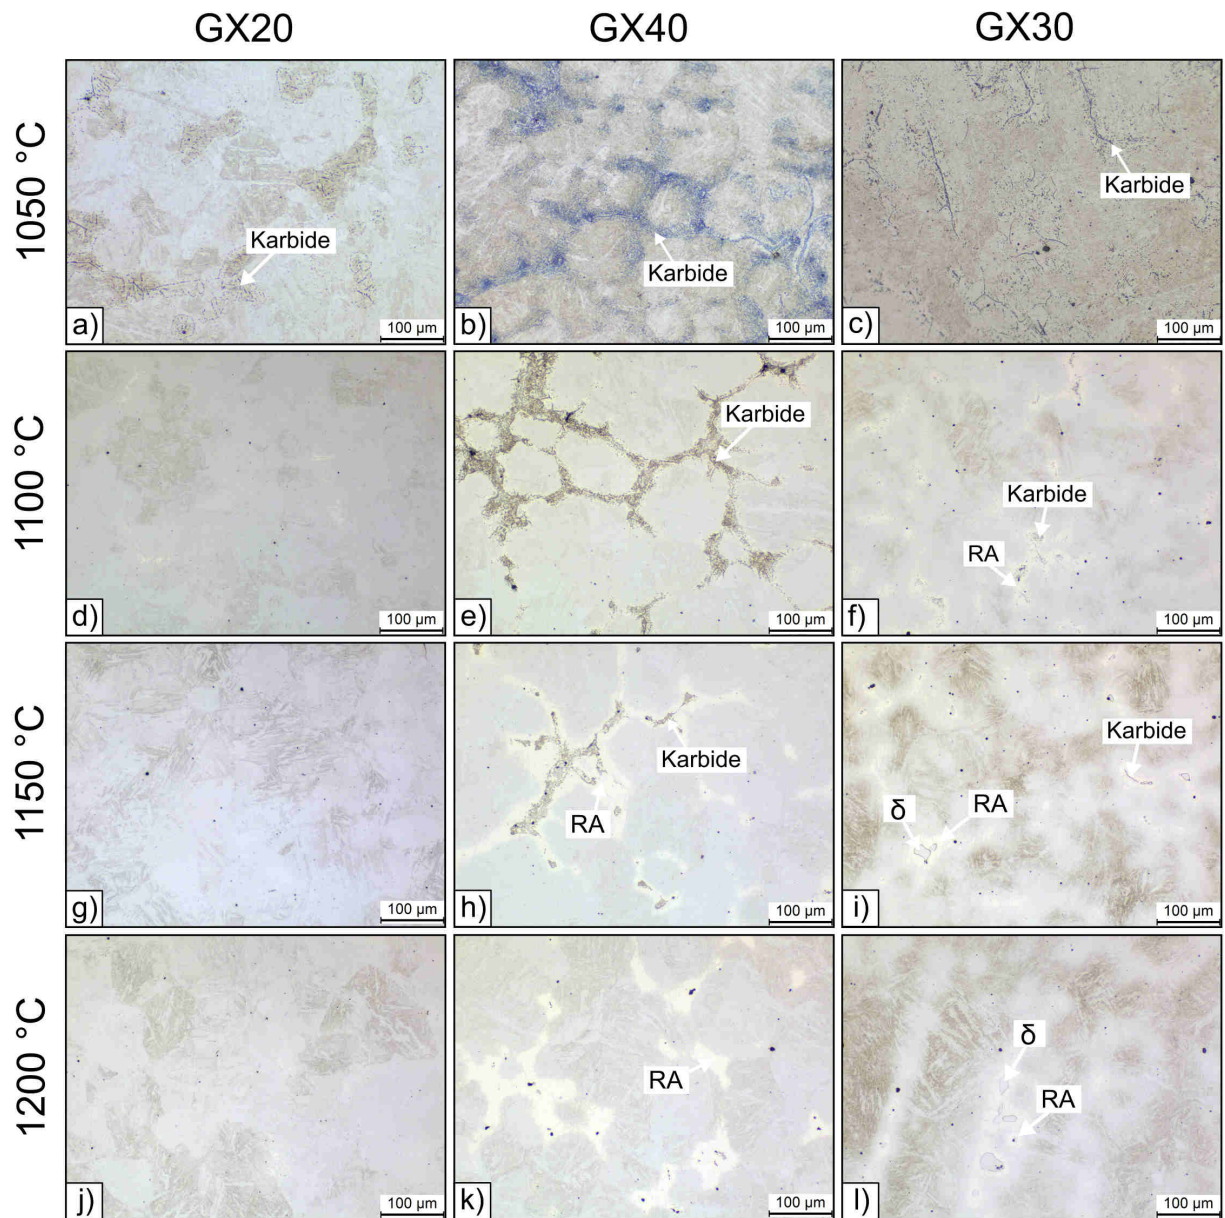 GX20 GX40 GX30
1050 °C
Karbide
a)
100 µm
Karbide
b)
100 µm
Karbide
c)
100 µm
1100 °C
d)
100 µm
Karbide
e)
100 µm
Karbide
RA
f)
100 µm
1150 °C
g)
100 µm
Karbide
RA
h)
100 µm
Karbide
δ
RA
i)
100 µm
1200 °C
j)
100 µm
RA
k)
100 µm
δ
RA
l)
100 µm